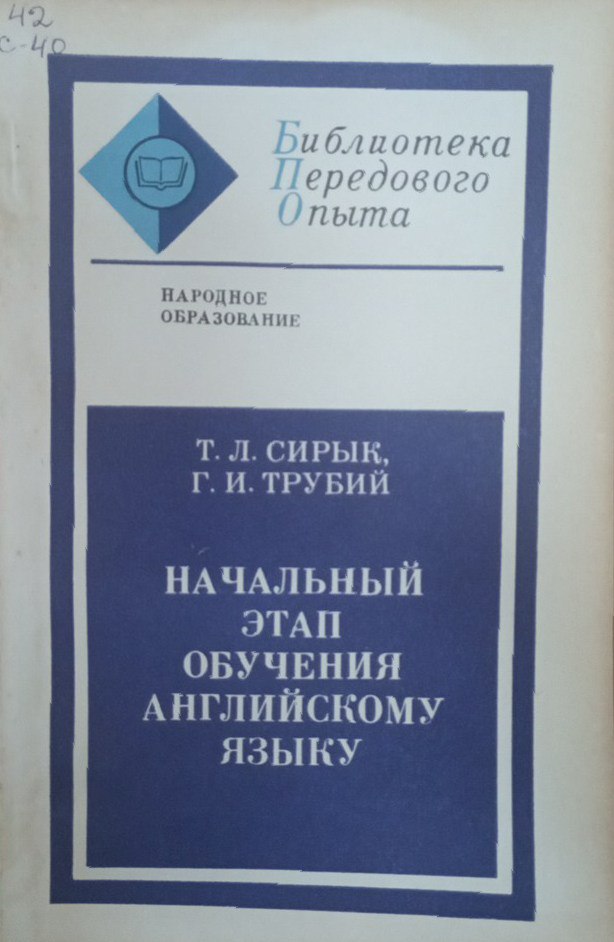 42
С-40
Библиотека
Передового
Опыта
НАРОДНОЕ
ОБРАЗОВАНИЕ
Т. Л. СИРЫК,
Г. И. ТРУБИЙ
НАЧАЛЬНЫЙ
ЭТАП
ОБУЧЕНИЯ
АНГЛИЙСКОМУ
ЯЗЫКУ